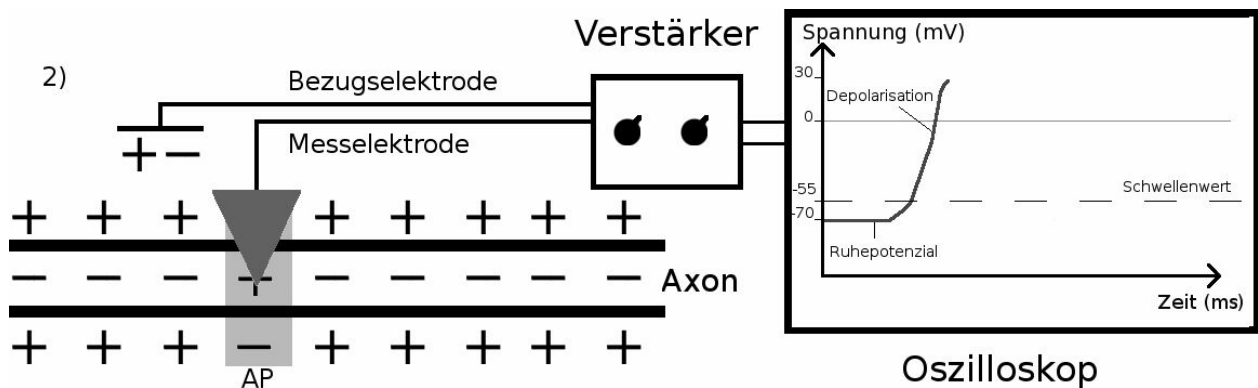 2)
Verstärker
Bezugselektrode
Messelektrode
+ −
+ + + + + + + +
− − − + − − − − −
Axon
+ + + − + + + + +
AP
Spannung (mV)
30
Depolarisation
0
-55
Schwellenwert
-70
Ruhepotenzial
Zeit (ms)
Oszilloskop